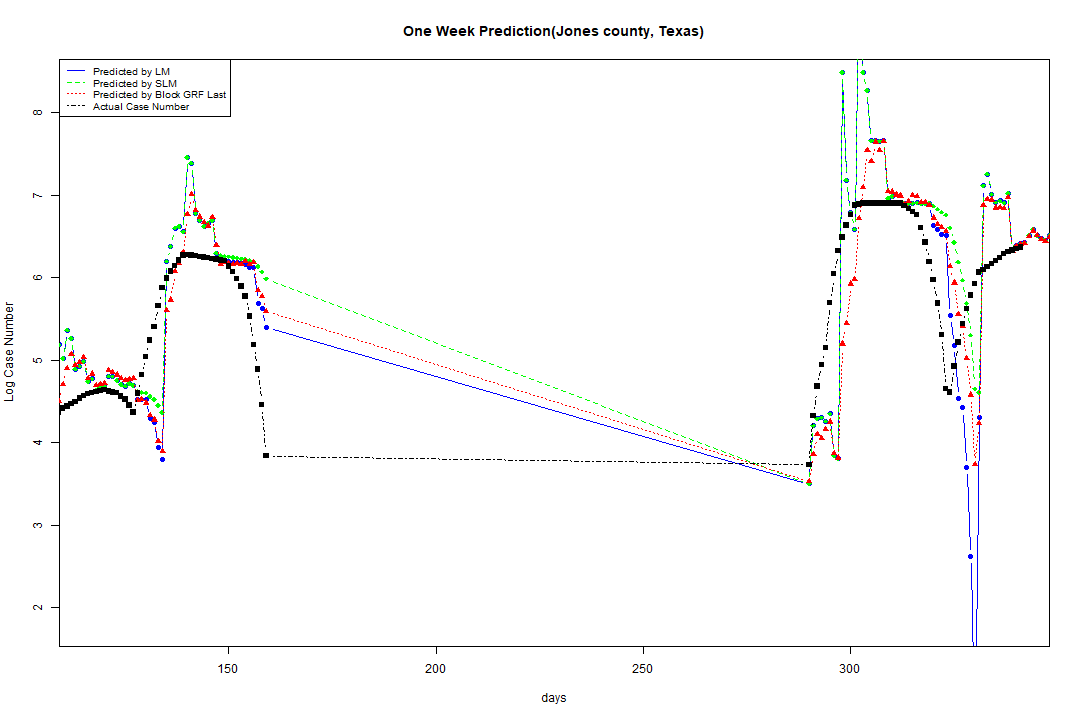 One Week Prediction(Jones county, Texas)
Predicted by LM
Predicted by SLM
Predicted by Block GRF Last
Actual Case Number
8
7
6
5
4
3
2
Log Case Number
150 200 250 300
days